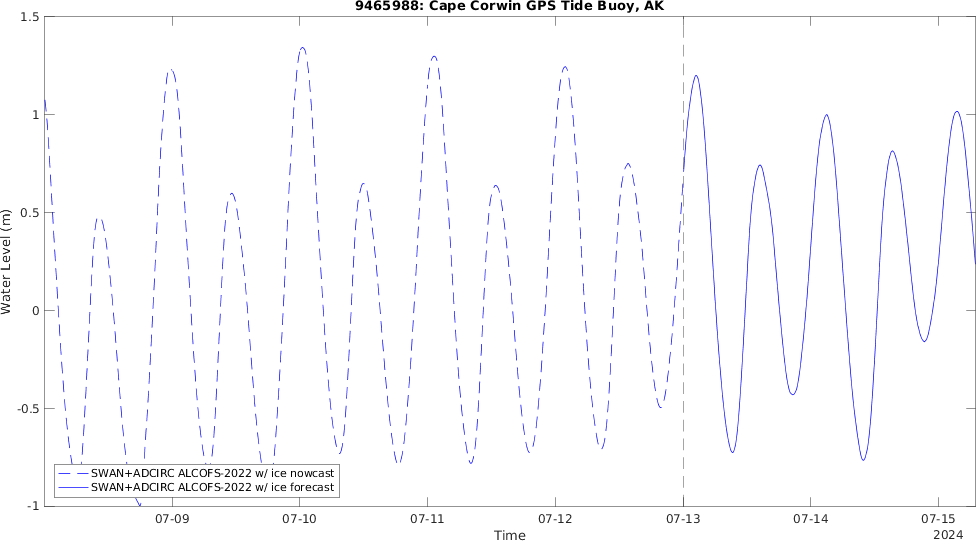 9465988: Cape Corwin GPS Tide Buoy, AK
1.5
1
0.5
0
-0.5
-1
Water Level (m)
SWAN+ADCIRC ALCOFS-2022 w/ ice nowcast
SWAN+ADCIRC ALCOFS-2022 w/ ice forecast
07-09
07-10
07-11
07-12
07-13
07-14
07-15
Time
2024